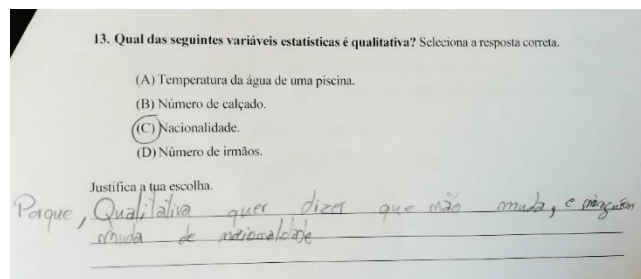 13. Qual das seguintes variáveis estatísticas é qualitativa? Seleciona a resposta correta.
(A) Temperatura da água de uma piscina.
(B) Número de calçado.
(C) Nacionalidade.
(D) Número de irmãos.
Justifica a tua escolha.
Porque, Qualitativa quer dizer que não muda, e ninguém
muda de nacionalidade